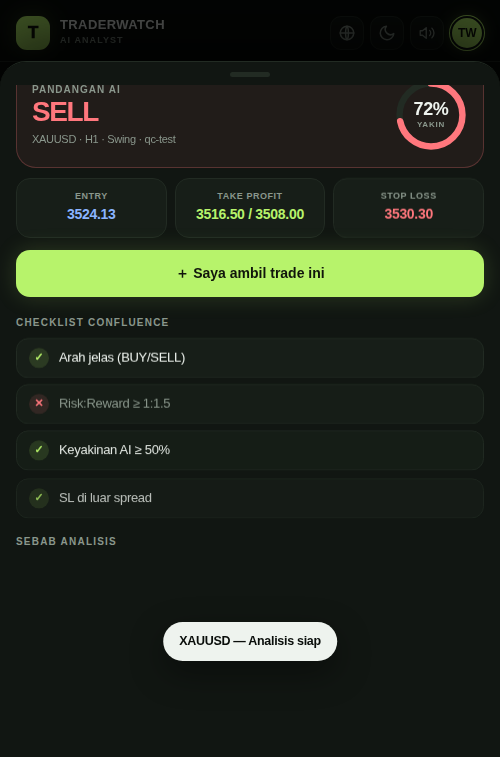 T
TRADERWATCH
AI ANALYST
TW
PANDANGAN AI
SELL
XAUUSD · H1 · Swing · qc-test
72%
YAKIN
ENTRY
3524.13
TAKE PROFIT
3516.50 / 3508.00
STOP LOSS
3530.30
+ Saya ambil trade ini
CHECKLIST CONFLUENCE
✓ Arah jelas (BUY/SELL)
✕ Risk:Reward ≥ 1:1.5
✓ Keyakinan AI ≥ 50%
✓ SL di luar spread
SEBAB ANALISIS
XAUUSD — Analisis siap